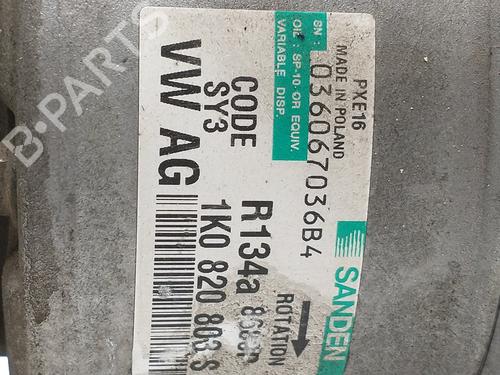 PXE16
MADE IN POLAND
SN :
036067036B4
OIL : SP-10 OR EQUIV.
VARIABLE DISP.
SANDEN
ROTATION
CODE
SY3
R134a
VW AG
1K0 820 803 S
B-PARTS